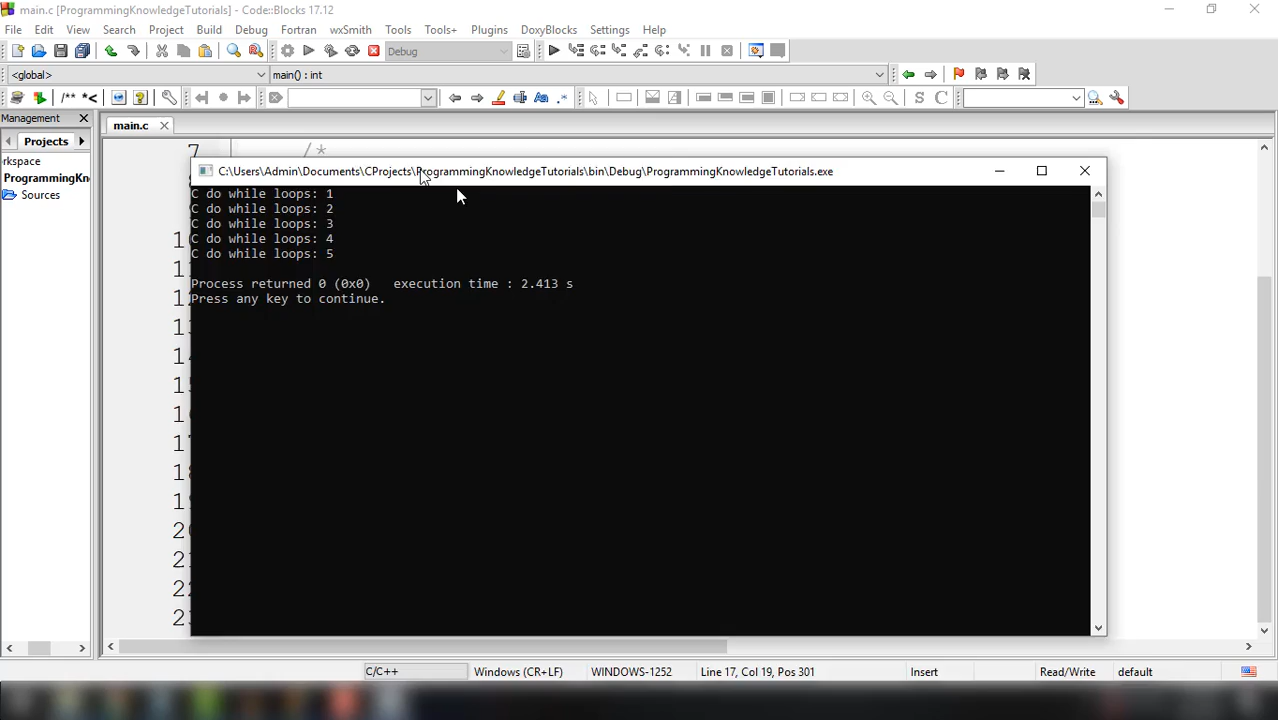 main.c [ProgrammingKnowledgeTutorials] - Code::Blocks 17.12
File Edit View Search Project Build Debug Fortran wxSmith Tools Tools+ Plugins DoxyBlocks Settings Help
Debug
<global> main() : int
/** *< S C
Management
Projects main.c
rkspace
ProgrammingKn
Sources
7 /*
C:\Users\Admin\Documents\CProjects\ProgrammingKnowledgeTutorials\bin\Debug\ProgrammingKnowledgeTutorials.exe
C do while loops: 1
C do while loops: 2
C do while loops: 3
C do while loops: 4
C do while loops: 5
Process returned 0 (0x0)   execution time : 2.413 s
Press any key to continue.
C/C++ Windows (CR+LF) WINDOWS-1252 Line 17, Col 19, Pos 301 Insert Read/Write default